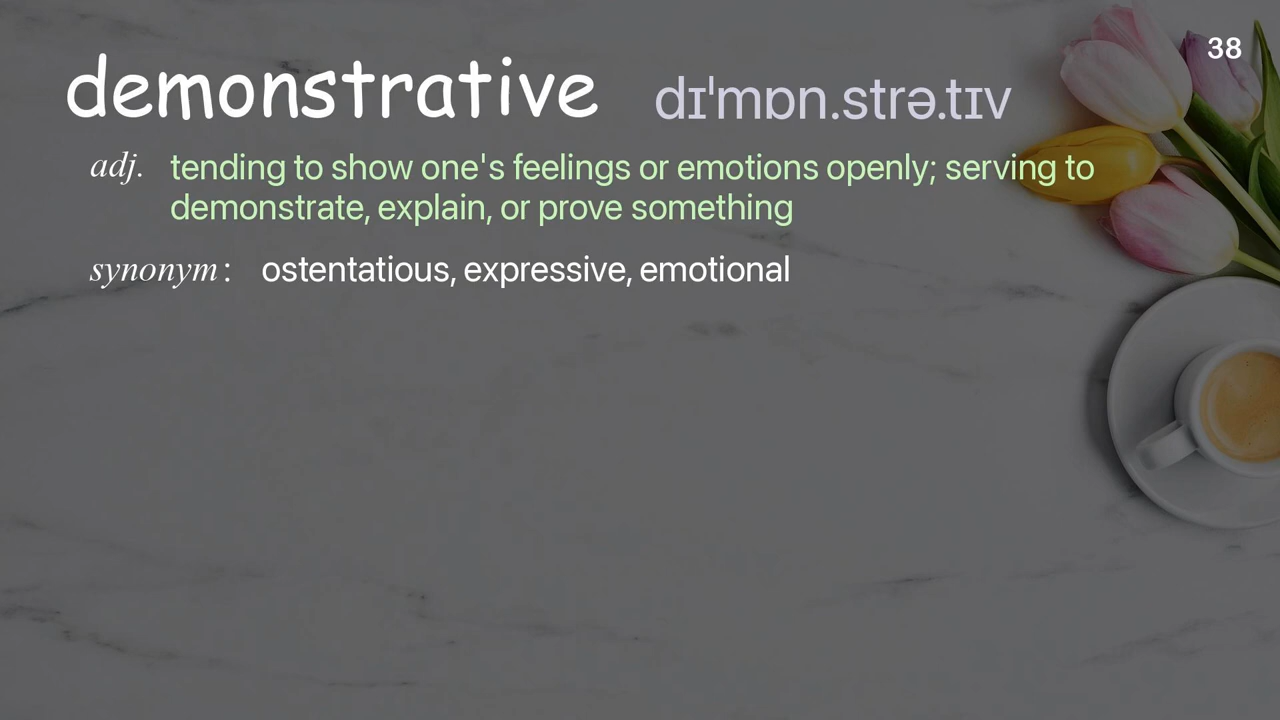 38
demonstrative dɪˈmɒn.strə.tɪv
adj. tending to show one's feelings or emotions openly; serving to
demonstrate, explain, or prove something
synonym: ostentatious, expressive, emotional